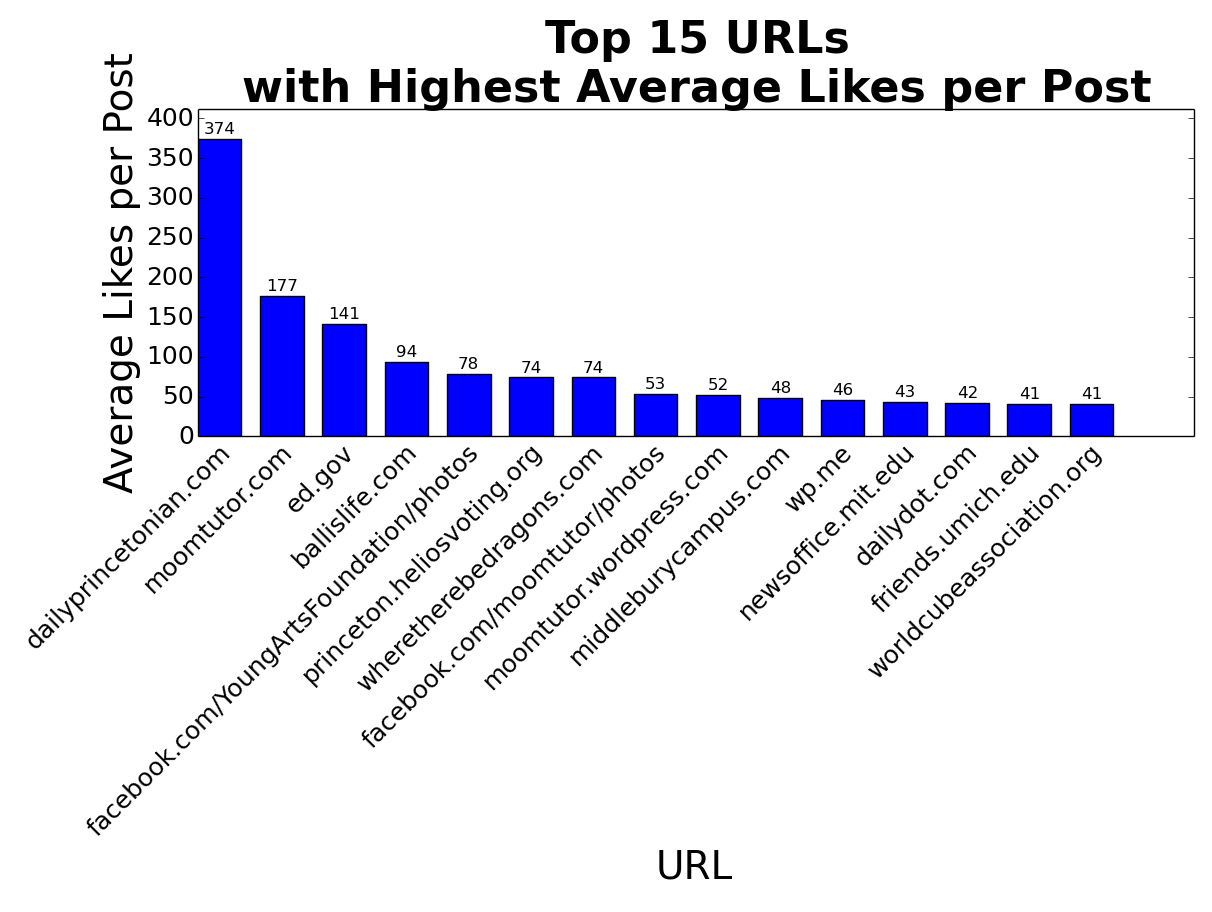 Top 15 URLs
with Highest Average Likes per Post
Average Likes per Post
400
350
300
250
200
150
100
50
0
374
177
141
94
78
74
74
53
52
48
46
43
42
41
41
dailyprincetonian.com
moomtutor.com
ed.gov
ballislife.com
facebook.com/YoungArtsFoundation/photos
princeton.heliosvoting.org
wheretherebedragons.com
facebook.com/moomtutor/photos
moomtutor.wordpress.com
middleburycampus.com
wp.me
newsoffice.mit.edu
dailydot.com
friends.umich.edu
worldcubeassociation.org
URL